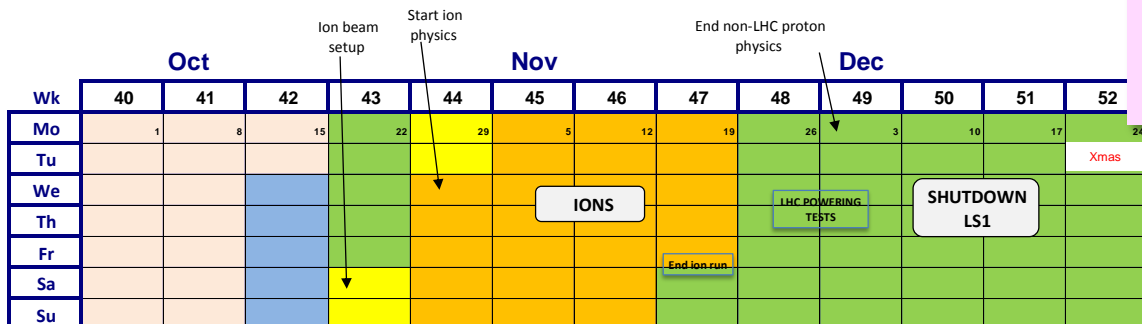 Ion beam
setup
Start ion
physics
End non-LHC proton
physics
Oct Nov Dec
Wk 40 41 42 43 44 45 46 47 48 49 50 51 52
Mo 1 8 15 22 29 5 12 19 26 3 10 17 24
Tu Xmas
We
Th
IONS
LHC POWERING
TESTS
SHUTDOWN
LS1
Fr
End ion run
Sa
Su